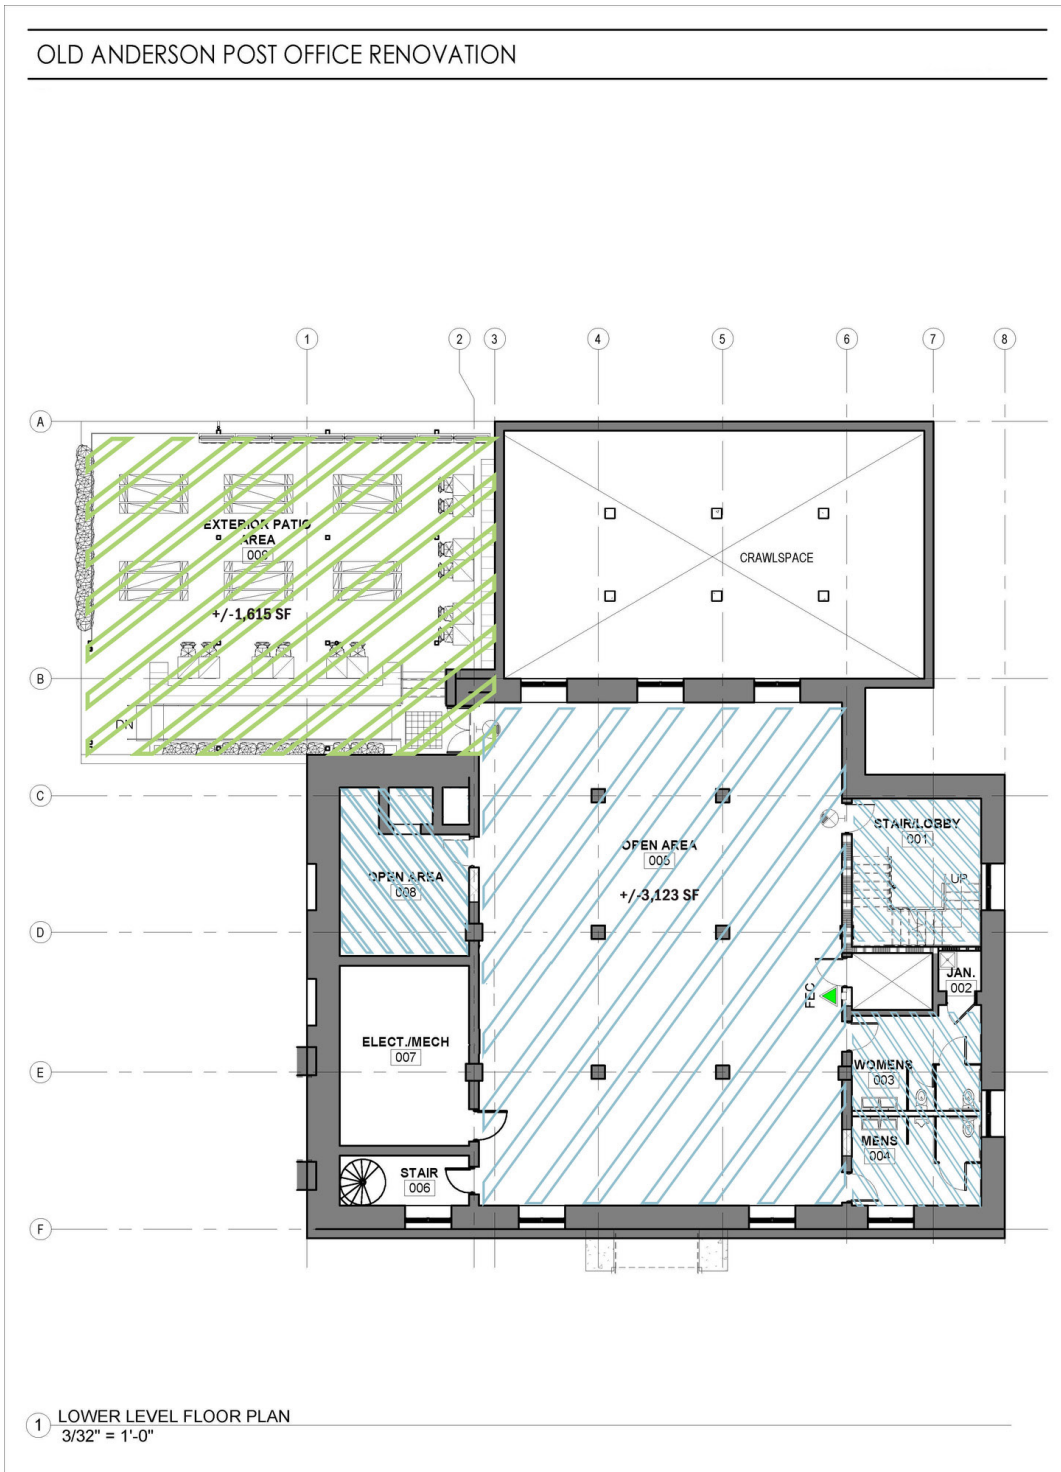 OLD ANDERSON POST OFFICE RENOVATION
1
2
3
4
5
6
7
8
A
EXTERIOR PATIO
AREA
009
CRAWLSPACE
+/-1,615 SF
B
DN
C
STAIR/LOBBY
001
OPEN AREA
005
OPEN AREA
008
UP
+/-3,123 SF
D
JAN.
002
FEC
ELECT./MECH
007
E
WOMENS
003
MENS
004
STAIR
006
F
1
LOWER LEVEL FLOOR PLAN
3/32" = 1'-0"